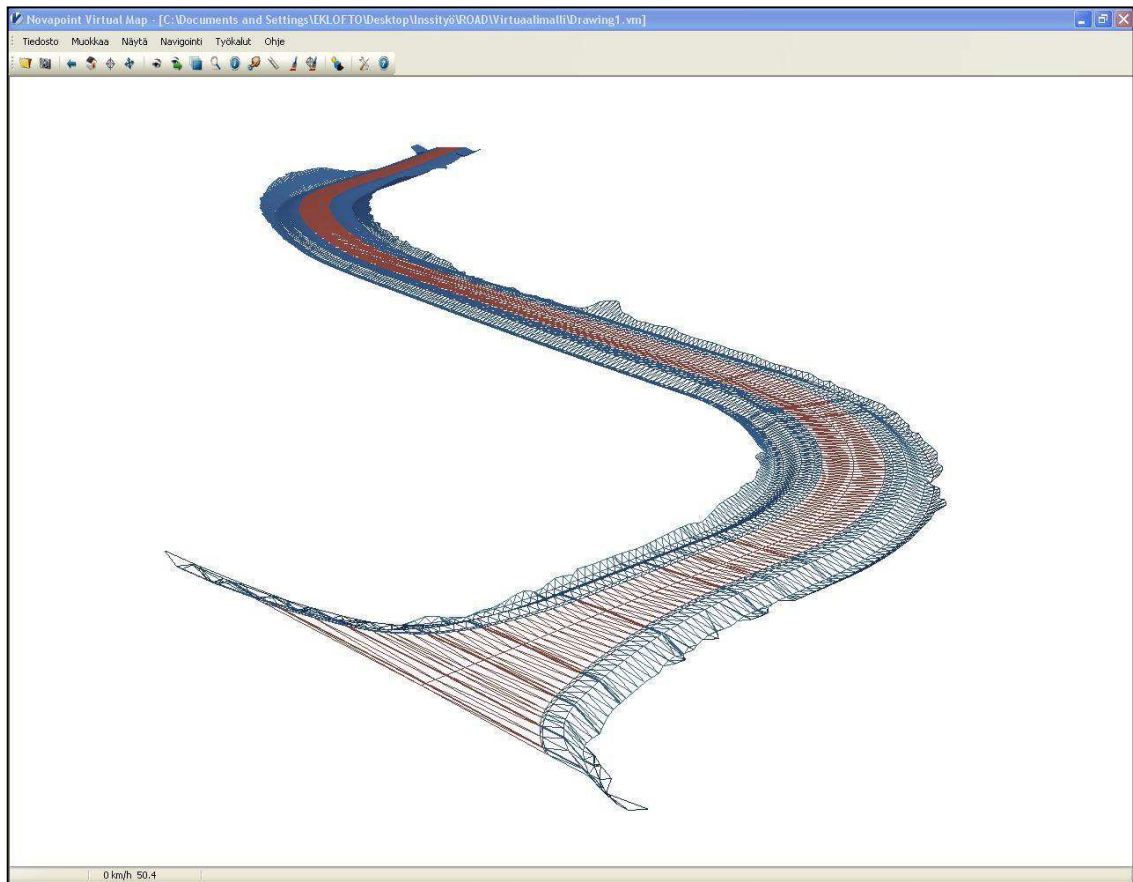 Novapoint Virtual Map - [C:\Documents and Settings\EKLOFTO\Desktop\Inssityö\ROAD\Virtuaalimalli\Drawing1.vm]
Tiedosto Muokkaa Näytä Navigointi Työkalut Ohje
0 km/h 50.4